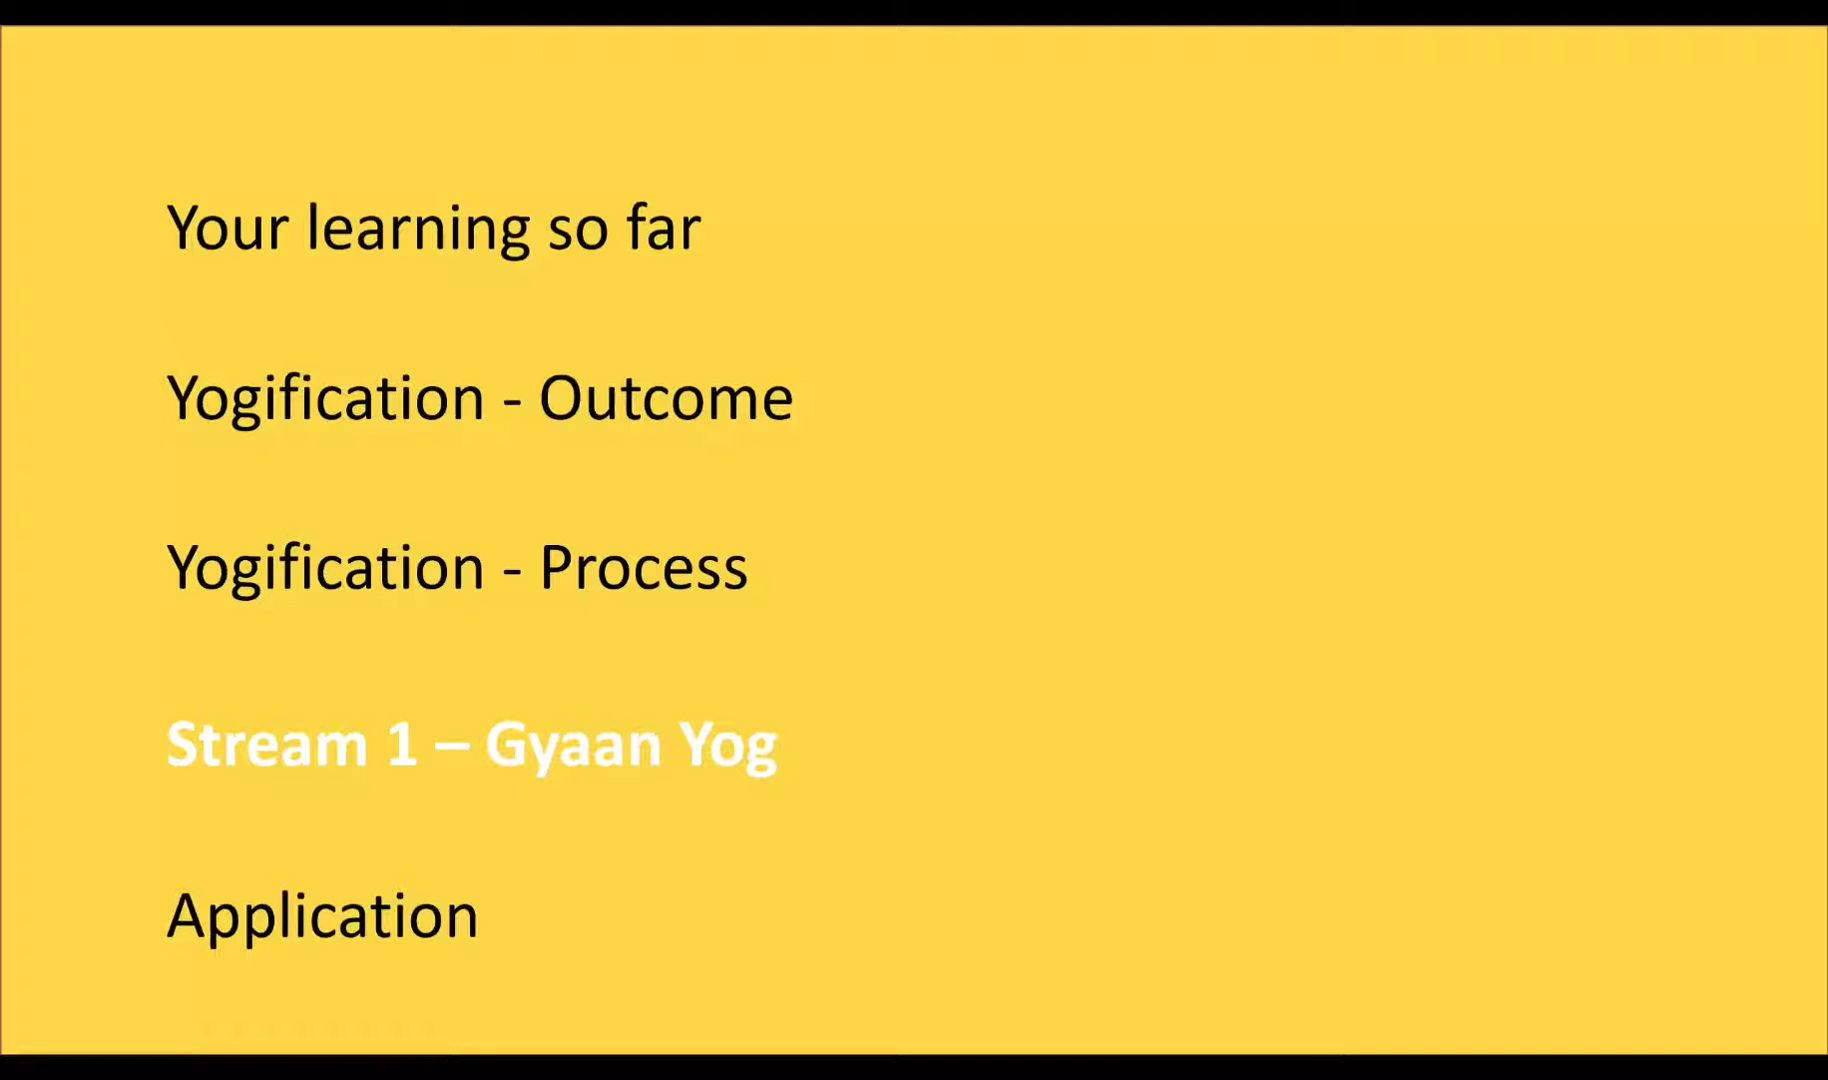 Your learning so far
Yogification - Outcome
Yogification - Process
Stream 1 – Gyaan Yog
Application